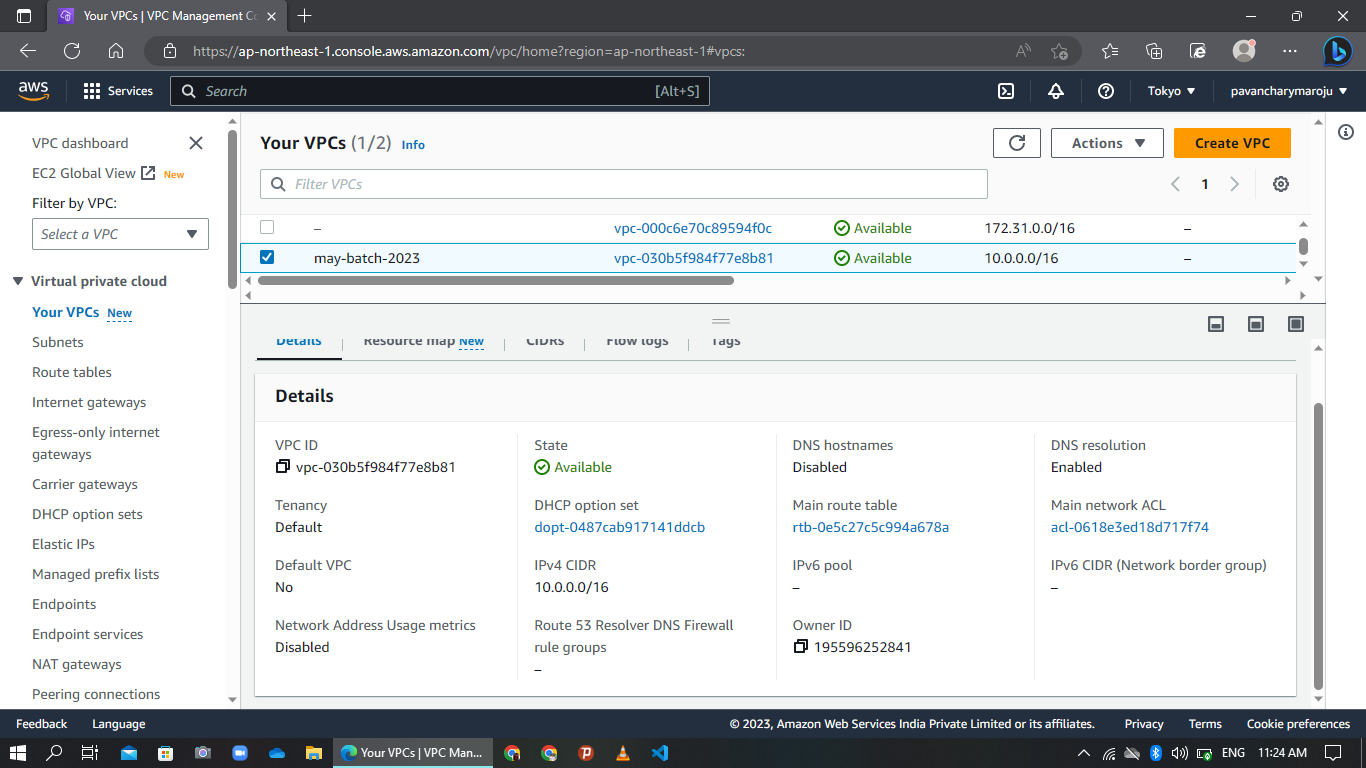 Your VPCs | VPC Management Co
https://ap-northeast-1.console.aws.amazon.com/vpc/home?region=ap-northeast-1#vpcs:
aws
Services
Search
[Alt+S]
Tokyo
pavancharymaroju
VPC dashboard
EC2 Global View New
Filter by VPC:
Select a VPC
Virtual private cloud
Your VPCs New
Subnets
Route tables
Internet gateways
Egress-only internet
gateways
Carrier gateways
DHCP option sets
Elastic IPs
Managed prefix lists
Endpoints
Endpoint services
NAT gateways
Peering connections
Your VPCs (1/2) Info
Actions
Create VPC
Filter VPCs
1
– vpc-000c6e70c89594f0c Available 172.31.0.0/16 –
may-batch-2023 vpc-030b5f984f77e8b81 Available 10.0.0.0/16 –
Details
Resource map New
CIDRs
Flow logs
Tags
Details
VPC ID
vpc-030b5f984f77e8b81
State
Available
DNS hostnames
Disabled
DNS resolution
Enabled
Tenancy
Default
DHCP option set
dopt-0487cab917141ddcb
Main route table
rtb-0e5c27c5c994a678a
Main network ACL
acl-0618e3ed18d717f74
Default VPC
No
IPv4 CIDR
10.0.0.0/16
IPv6 pool
–
IPv6 CIDR (Network border group)
–
Network Address Usage metrics
Disabled
Route 53 Resolver DNS Firewall
rule groups
–
Owner ID
195596252841
Feedback
Language
© 2023, Amazon Web Services India Private Limited or its affiliates.
Privacy
Terms
Cookie preferences
Your VPCs | VPC Man...
ENG
11:24 AM